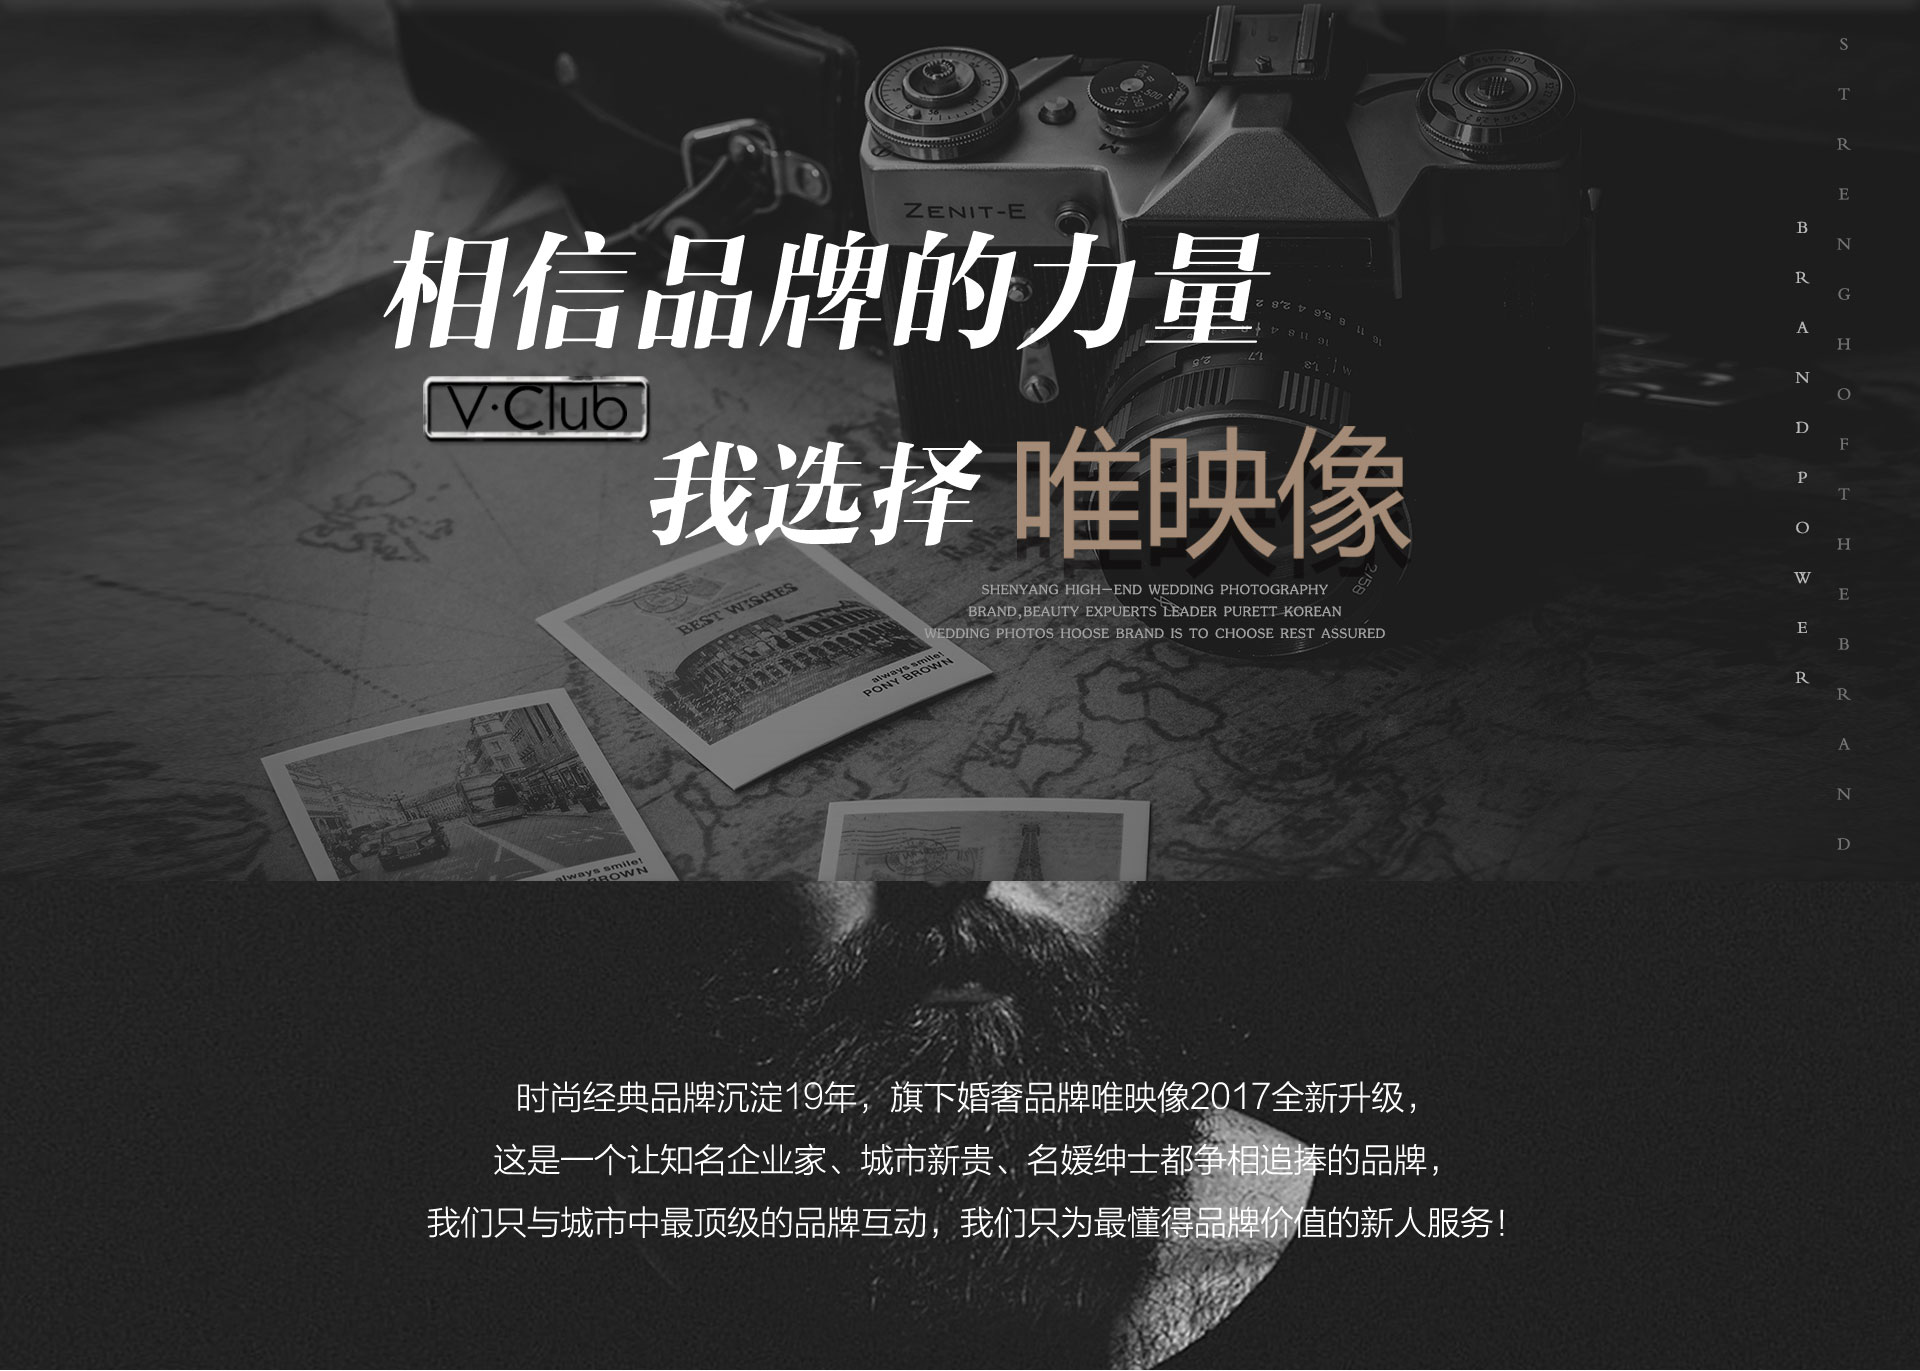 ZENIT-E
相信品牌的力量
V·Club
我选择 唯映像
SHENYANG HIGH-END WEDDING PHOTOGRAPHY
BRAND,BEAUTY EXPUERTS LEADER PURETT KOREAN
WEDDING PHOTOS HOOSE BRAND IS TO CHOOSE REST ASSURED
BRAND POWER
STRENGHOFTHEBRAND
BEST WISHES
always smile!
PONY BROWN
always smile!
BROWN
时尚经典品牌沉淀19年，旗下婚奢品牌唯映像2017全新升级，
这是一个让知名企业家、城市新贵、名媛绅士都争相追捧的品牌，
我们只与城市中最顶级的品牌互动，我们只为最懂得品牌价值的新人服务！